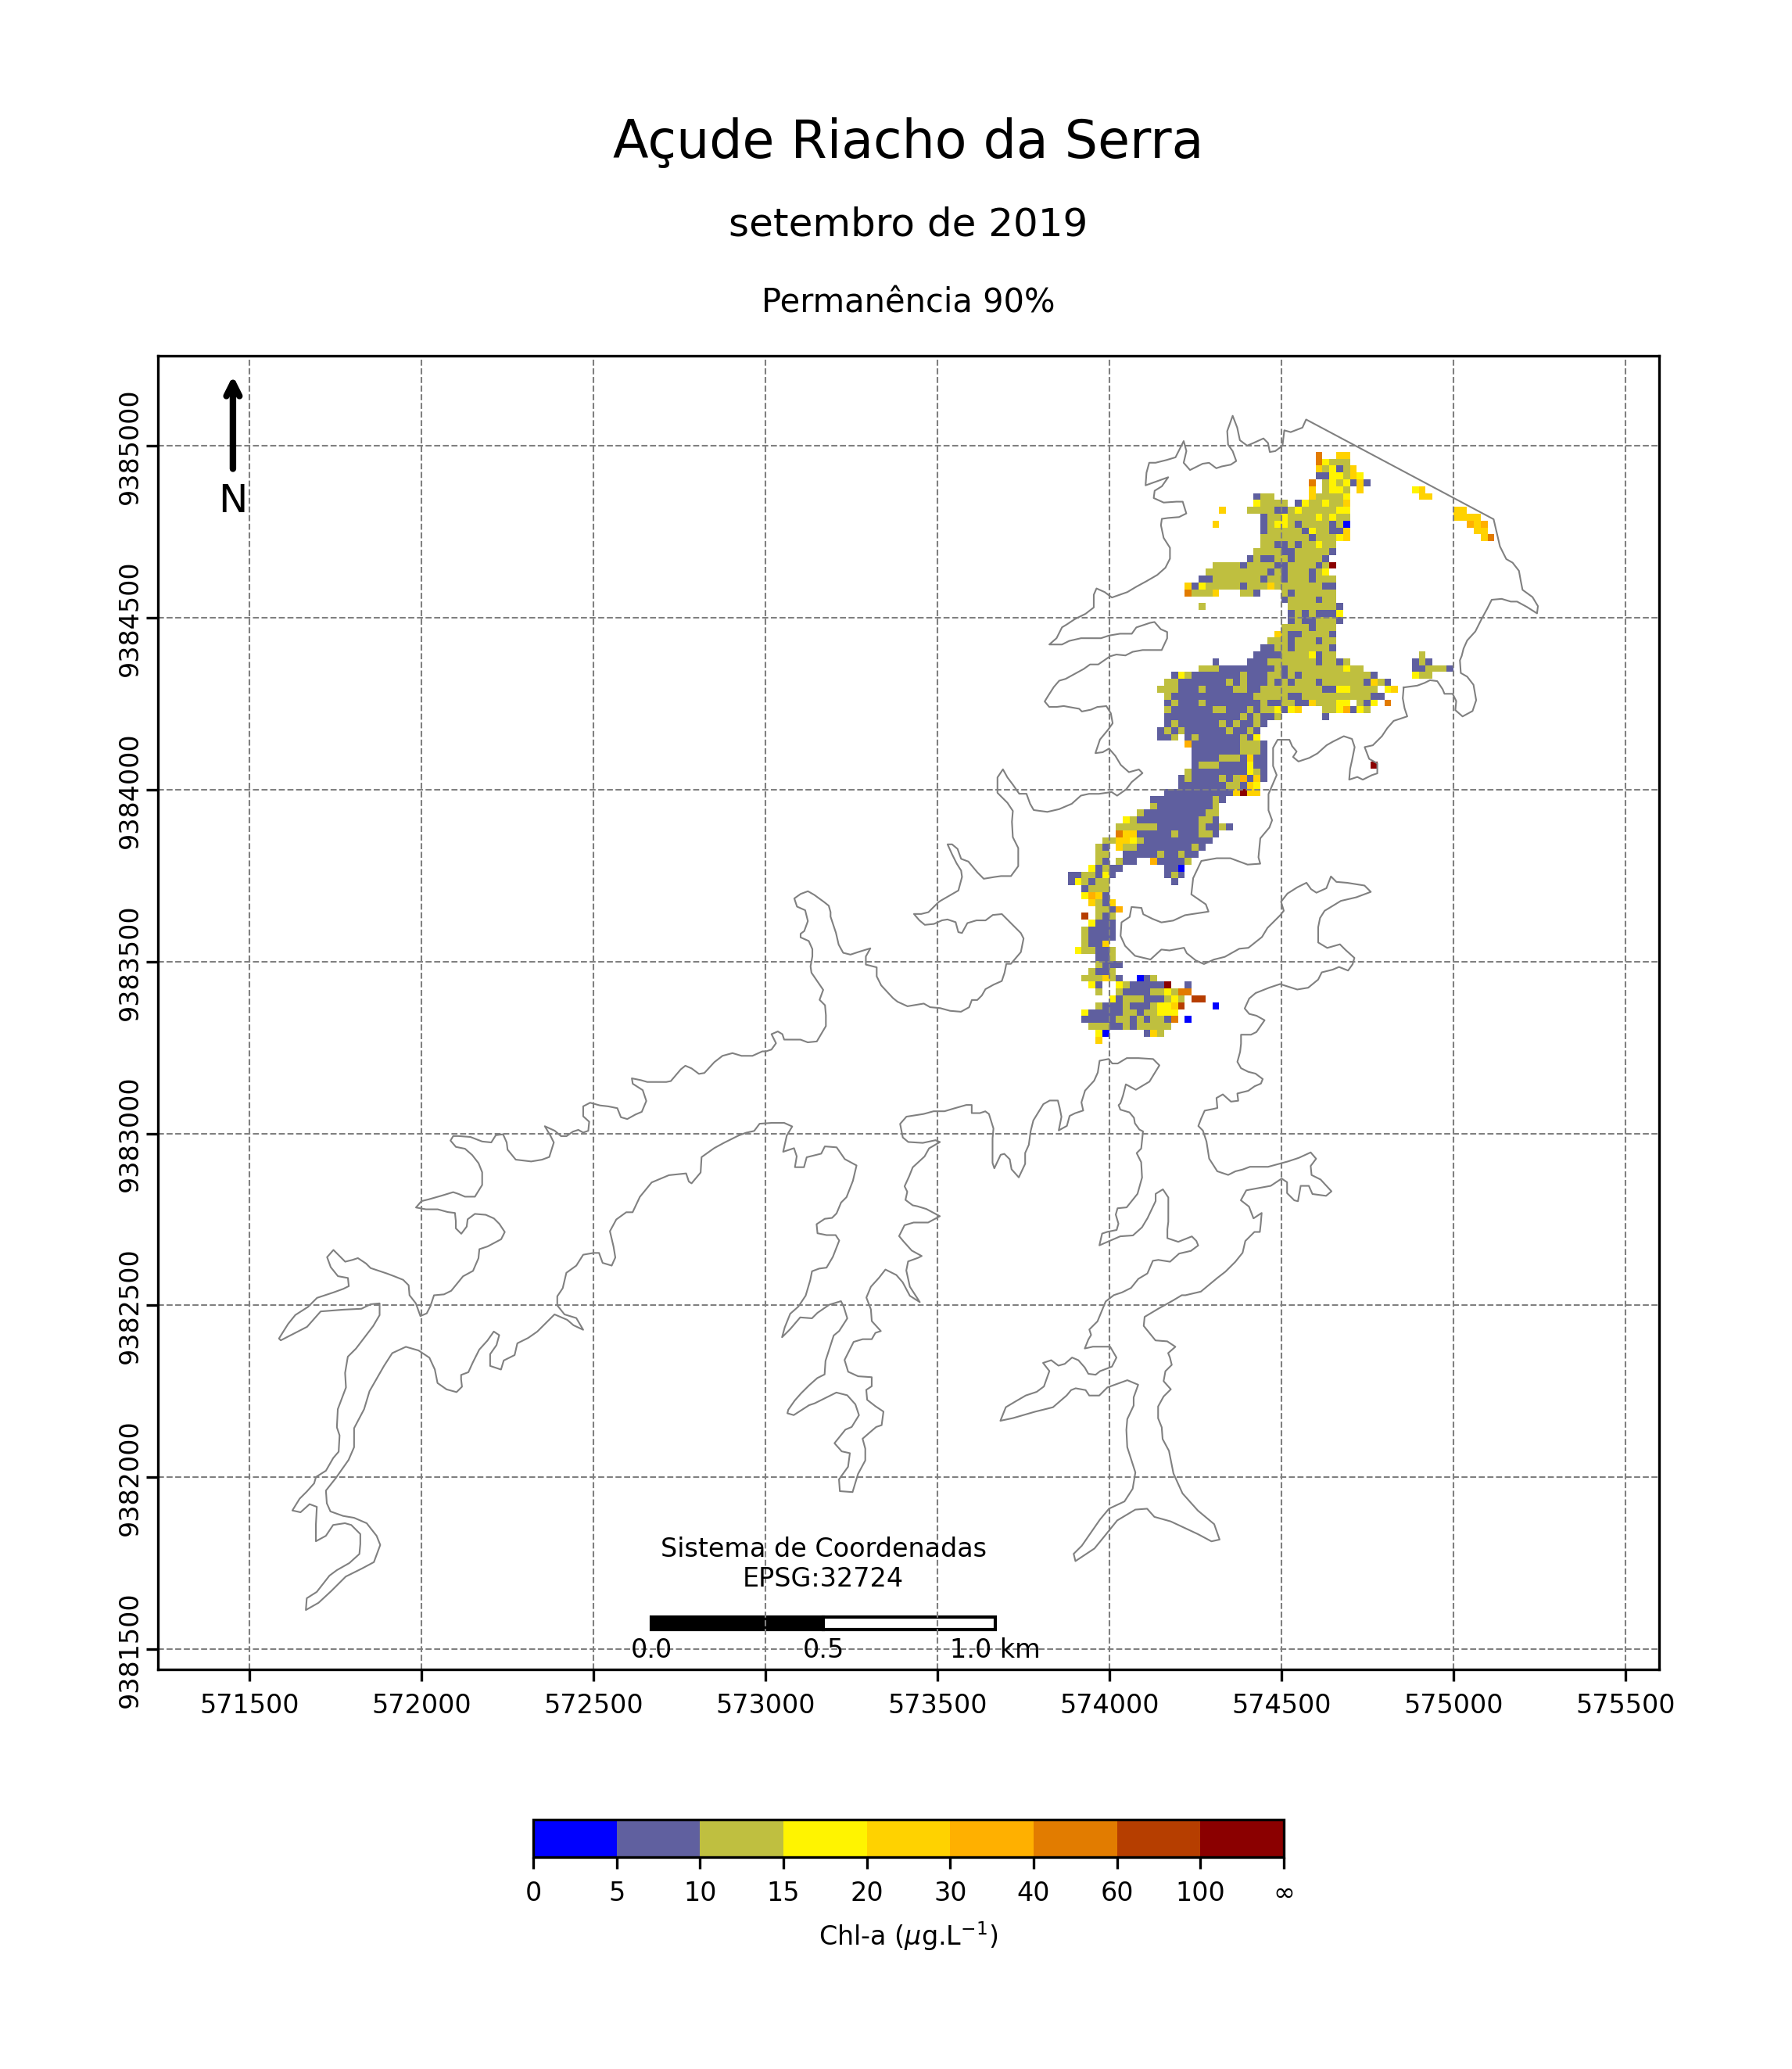 Açude Riacho da Serra
setembro de 2019
Permanência 90%
N
9385000
9384500
9384000
9383500
9383000
9382500
9382000
9381500
Sistema de Coordenadas
EPSG:32724
0.0 0.5 1.0 km
571500 572000 572500 573000 573500 574000 574500 575000 575500
0 5 10 15 20 30 40 60 100 ∞
Chl-a (μg.L⁻¹)